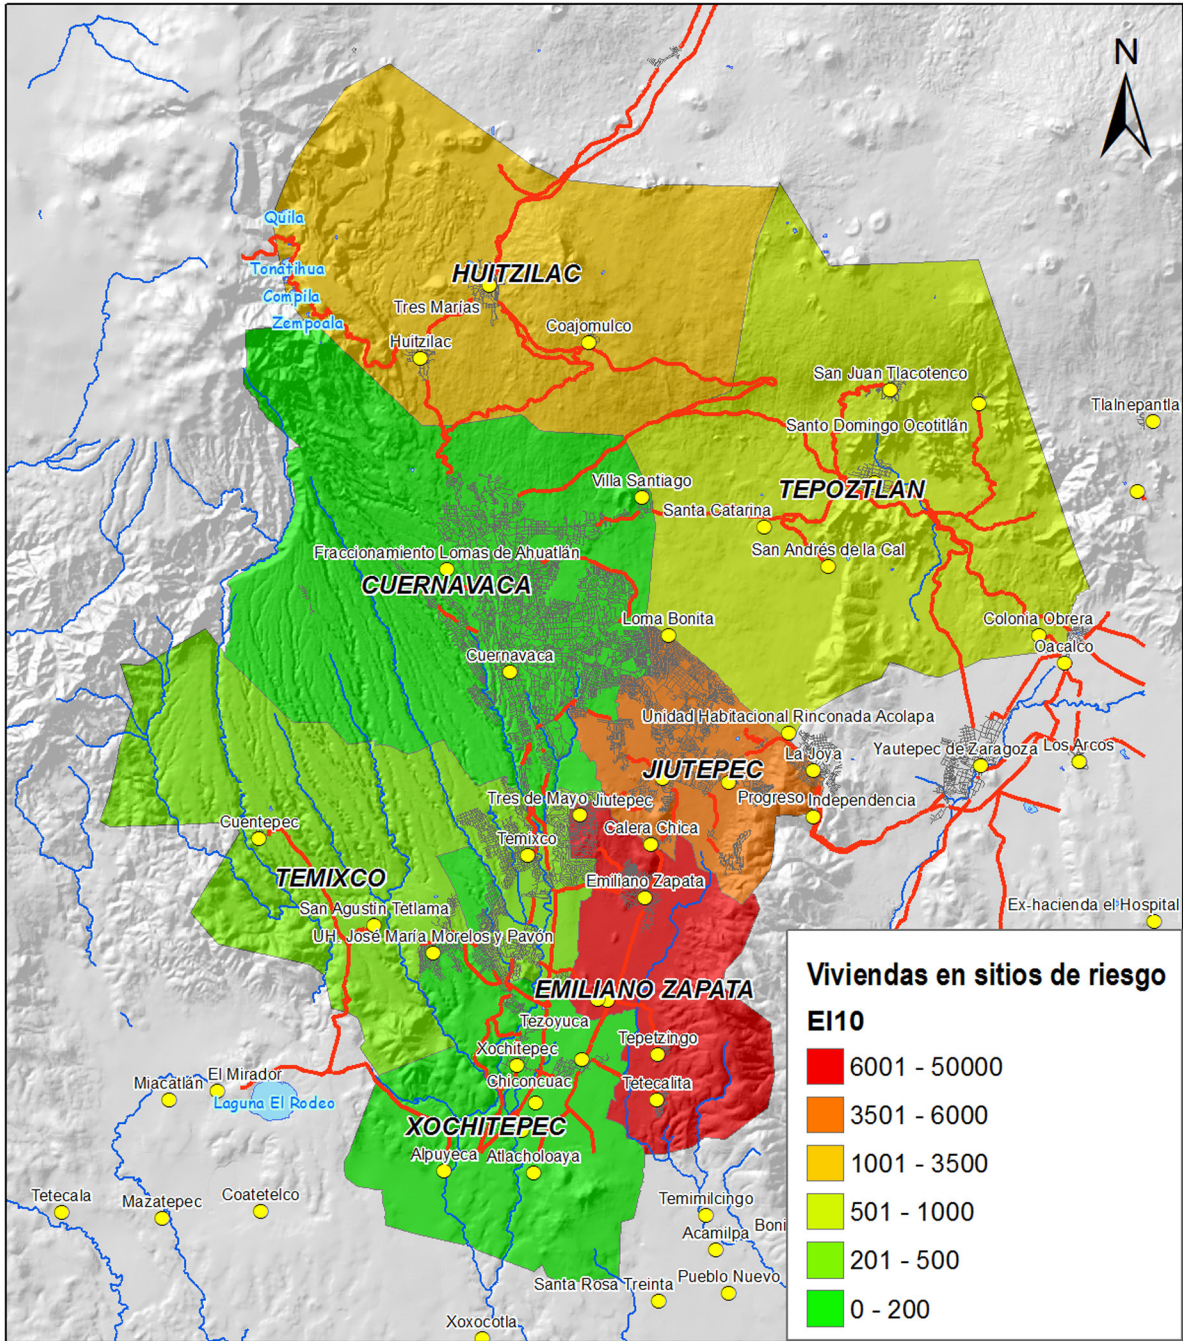 N
Quila
Tonatihua
Compila
Zempoala
HUITZILAC
Tres Marías
Coajomulco
Huitzilac
San Juan Tlacotenco
Tlalnepantla
Santo Domingo Ocotitlán
Villa Santiago
TEPOZTLÁN
Santa Catarina
San Andrés de la Cal
Fraccionamiento Lomas de Ahuatlán
CUERNAVACA
Loma Bonita
Colonia Obrera
Oacalco
Cuernavaca
Unidad Habitacional Rinconada Acolapa
La Joya
Yautepec de Zaragoza
Los Arcos
JIUTEPEC
Tres de Mayo
Jiutepec
Progreso
Independencia
Cuentepec
Temixco
Calera Chica
TEMIXCO
Emiliano Zapata
San Agustín Tetlama
Ex-hacienda el Hospital
UH. José María Morelos y Pavón
EMILIANO ZAPATA
Tezoyuca
Tepetzingo
Xochitepec
Chiconcuac
Tetecalita
Miacatlán
El Mirador
Laguna El Rodeo
XOCHITEPEC
Alpuyeca
Atlacholoaya
Tetecala
Mazatepec
Coatetelco
Temimilcingo
Acamilpa
Boni
Santa Rosa Treinta
Pueblo Nuevo
Xoxocotla
Viviendas en sitios de riesgo
EI10
6001 - 50000
3501 - 6000
1001 - 3500
501 - 1000
201 - 500
0 - 200